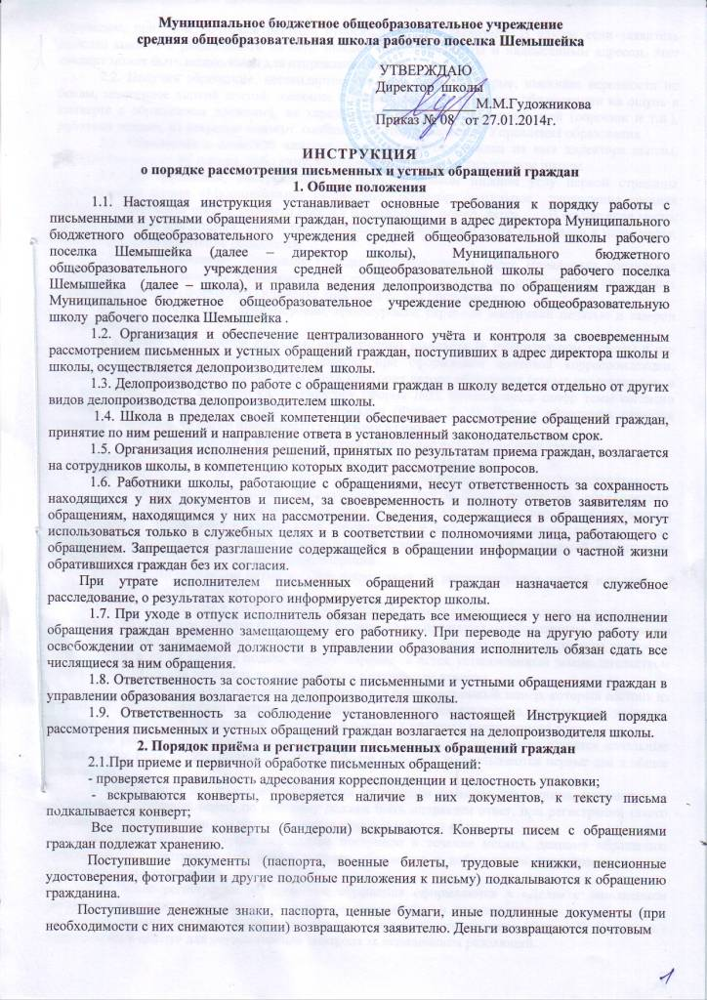 Муниципальное бюджетное общеобразовательное учреждение
средняя общеобразовательная школа рабочего поселка Шемышейка
УТВЕРЖДАЮ
Директор школы
____________М.М.Гудожникова
Приказ № 08 от 27.01.2014г.
ИНСТРУКЦИЯ
о порядке рассмотрения письменных и устных обращений граждан
1. Общие положения
1.1. Настоящая инструкция устанавливает основные требования к порядку работы с
письменными и устными обращениями граждан, поступающими в адрес директора Муниципального
бюджетного общеобразовательного учреждения средней общеобразовательной школы рабочего
поселка Шемышейка (далее – директор школы), Муниципального бюджетного
общеобразовательного учреждения средней общеобразовательной школы рабочего поселка
Шемышейка (далее – школа), и правила ведения делопроизводства по обращениям граждан в
Муниципальное бюджетное общеобразовательное учреждение среднюю общеобразовательную
школу рабочего поселка Шемышейка .
1.2. Организация и обеспечение централизованного учёта и контроля за своевременным
рассмотрением письменных и устных обращений граждан, поступивших в адрес директора школы и
школы, осуществляется делопроизводителем школы.
1.3. Делопроизводство по работе с обращениями граждан в школу ведется отдельно от других
видов делопроизводства делопроизводителем школы.
1.4. Школа в пределах своей компетенции обеспечивает рассмотрение обращений граждан,
принятие по ним решений и направление ответа в установленный законодательством срок.
1.5. Организация исполнения решений, принятых по результатам приема граждан, возлагается
на сотрудников школы, в компетенцию которых входит рассмотрение вопросов.
1.6. Работники школы, работающие с обращениями, несут ответственность за сохранность
находящихся у них документов и писем, за своевременность и полноту ответов заявителям по
обращениям, находящимся у них на рассмотрении. Сведения, содержащиеся в обращениях, могут
использоваться только в служебных целях и в соответствии с полномочиями лица, работающего с
обращением. Запрещается разглашение содержащейся в обращении информации о частной жизни
обратившихся граждан без их согласия.
При утрате исполнителем письменных обращений граждан назначается служебное
расследование, о результатах которого информируется директор школы.
1.7. При уходе в отпуск исполнитель обязан передать все имеющиеся у него на исполнении
обращения граждан временно замещающему его работнику. При переводе на другую работу или
освобождении от занимаемой должности в управлении образования исполнитель обязан сдать все
числящиеся за ним обращения.
1.8. Ответственность за состояние работы с письменными и устными обращениями граждан в
управлении образования возлагается на делопроизводителя школы.
1.9. Ответственность за соблюдение установленного настоящей Инструкцией порядка
рассмотрения письменных и устных обращений граждан возлагается на делопроизводителя школы.
2. Порядок приёма и регистрации письменных обращений граждан
2.1.При приеме и первичной обработке письменных обращений:
- проверяется правильность адресования корреспонденции и целостность упаковки;
- вскрываются конверты, проверяется наличие в них документов, к тексту письма
подкалывается конверт;
Все поступившие конверты (бандероли) вскрываются. Конверты писем с обращениями
граждан подлежат хранению.
Поступившие документы (паспорта, военные билеты, трудовые книжки, пенсионные
удостоверения, фотографии и другие подобные приложения к письму) подкалываются к обращению
гражданина.
Поступившие денежные знаки, паспорта, ценные бумаги, иные подлинные документы (при
необходимости с них снимаются копии) возвращаются заявителю. Деньги возвращаются почтовым
1